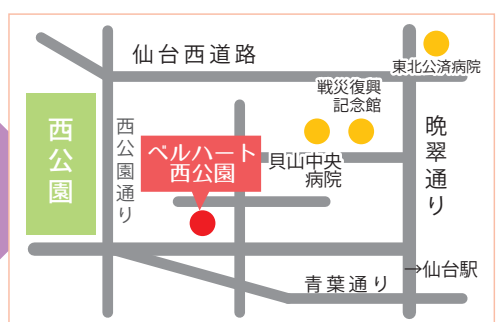 仙台西道路
東北公済病院
戦災復興
記念館
西公園
西公園通り
ベルハート
西公園
貝山中央
病院
晩翠通り
→仙台駅
青葉通り